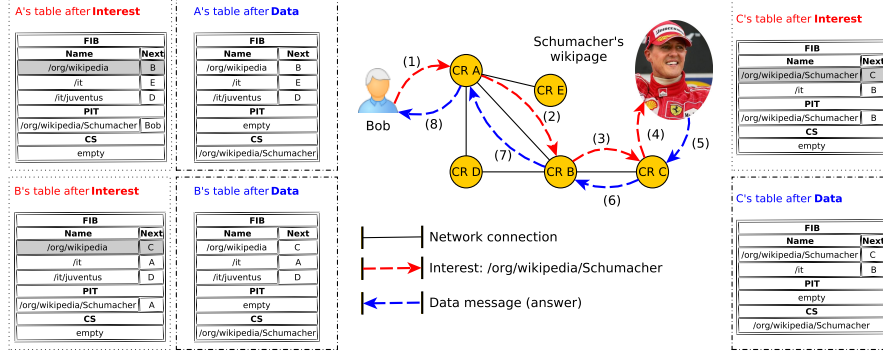 A's table after Interest
FIB
Name Next
/org/wikipedia B
/it E
/it/juventus D
PIT
/org/wikipedia/Schumacher Bob
CS
empty
A's table after Data
FIB
Name Next
/org/wikipedia B
/it E
/it/juventus D
PIT
empty
CS
/org/wikipedia/Schumacher
B's table after Interest
FIB
Name Next
/org/wikipedia C
/it A
/it/juventus D
PIT
/org/wikipedia/Schumacher A
CS
empty
B's table after Data
FIB
Name Next
/org/wikipedia C
/it A
/it/juventus D
PIT
empty
CS
/org/wikipedia/Schumacher
Schumacher's
wikipage
(1)
CR A
CR E
(2)
Bob
(8)
(3)
(4)
(5)
(7)
CR D
CR B
CR C
(6)
Network connection
Interest: /org/wikipedia/Schumacher
Data message (answer)
C's table after Interest
FIB
Name Next
/org/wikipedia/Schumacher C
/it B
PIT
/org/wikipedia/Schumacher B
CS
empty
C's table after Data
FIB
Name Next
/org/wikipedia/Schumacher C
/it B
PIT
empty
CS
/org/wikipedia/Schumacher